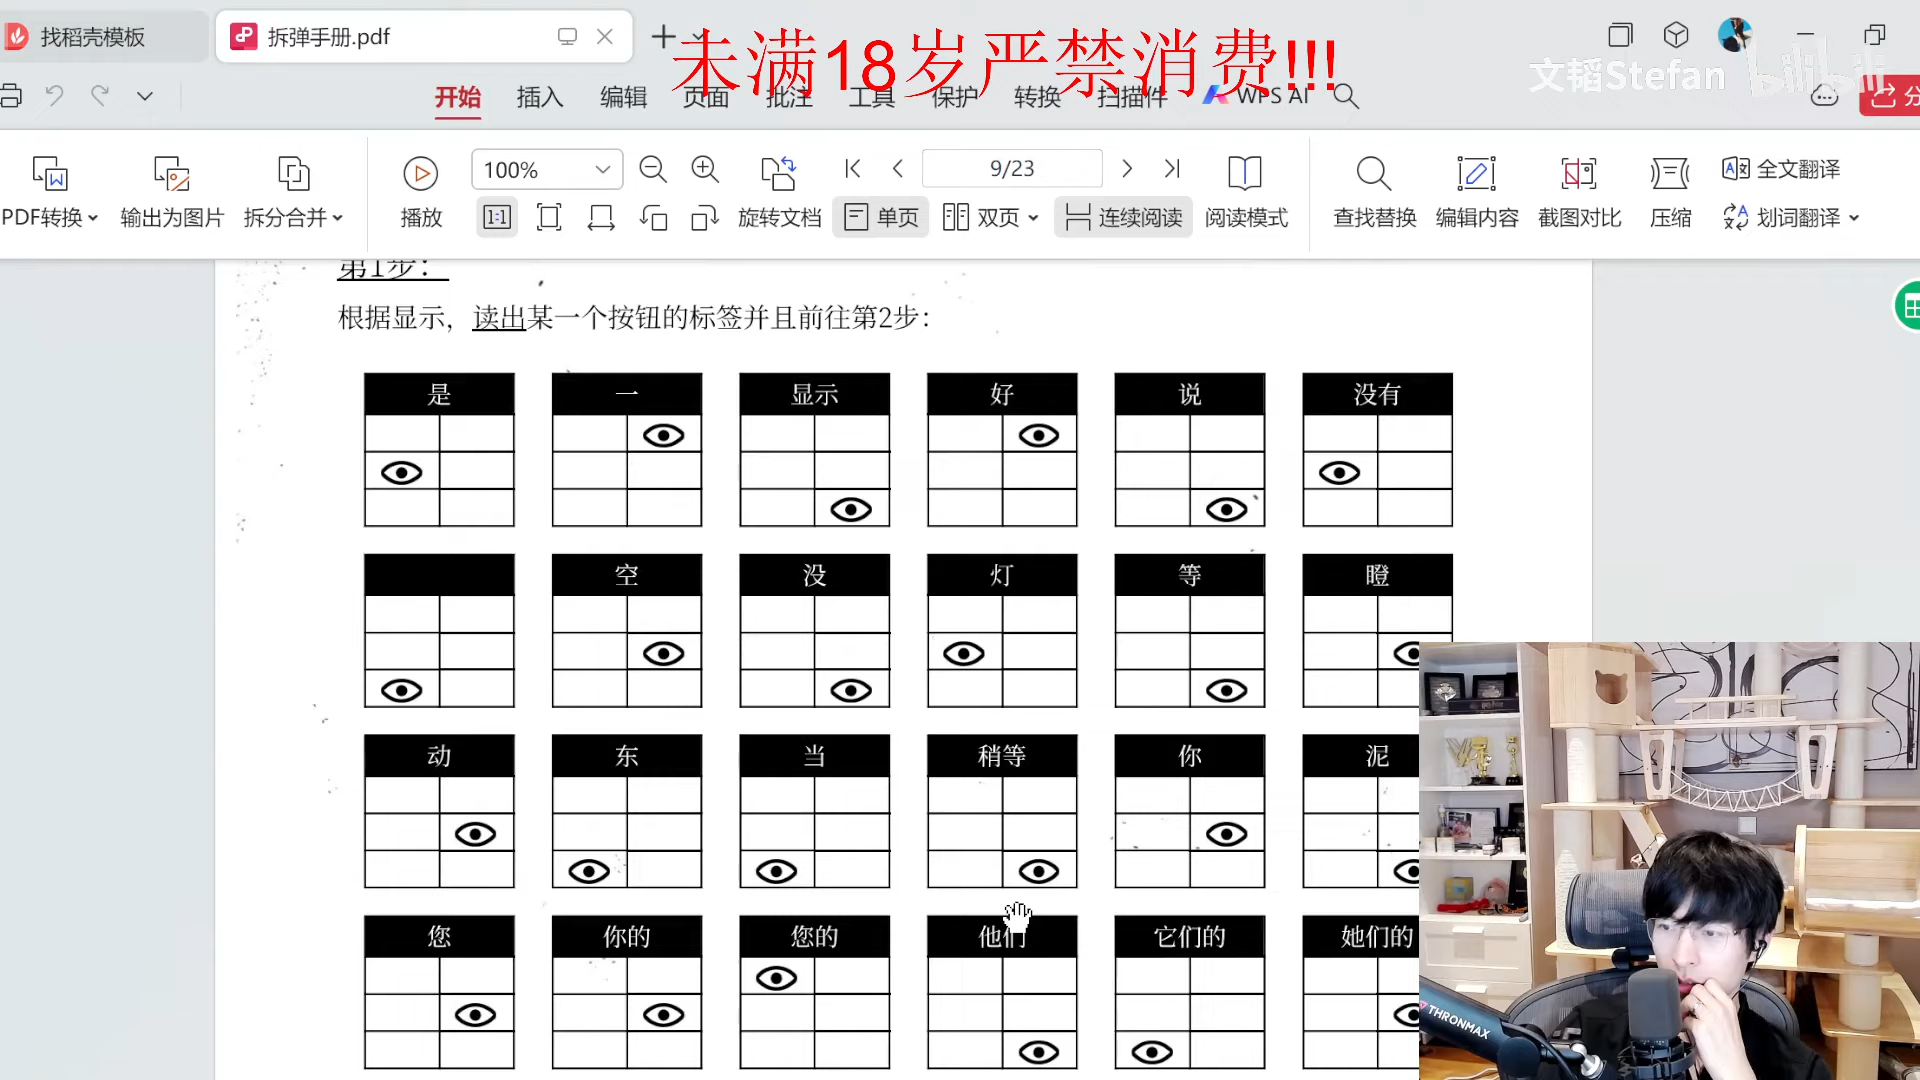 找稻壳模板
拆弹手册.pdf
未满18岁严禁消费!!!
文韬Stefan
bilibili
开始 插入 编辑 页面 批注 工具 保护 转换 扫描件 WPS AI
分
PDF转换
输出为图片
拆分合并
播放
100%
9/23
旋转文档
单页
双页
连续阅读
阅读模式
查找替换
编辑内容
截图对比
压缩
全文翻译
划词翻译
第1步：
根据显示，读出某一个按钮的标签并且前往第2步：
是 一 显示 好 说 没有
空 没 灯 等 瞪
动 东 当 稍等 你 泥
您 你的 您的 他们 它们的 她们的
THRONMAX